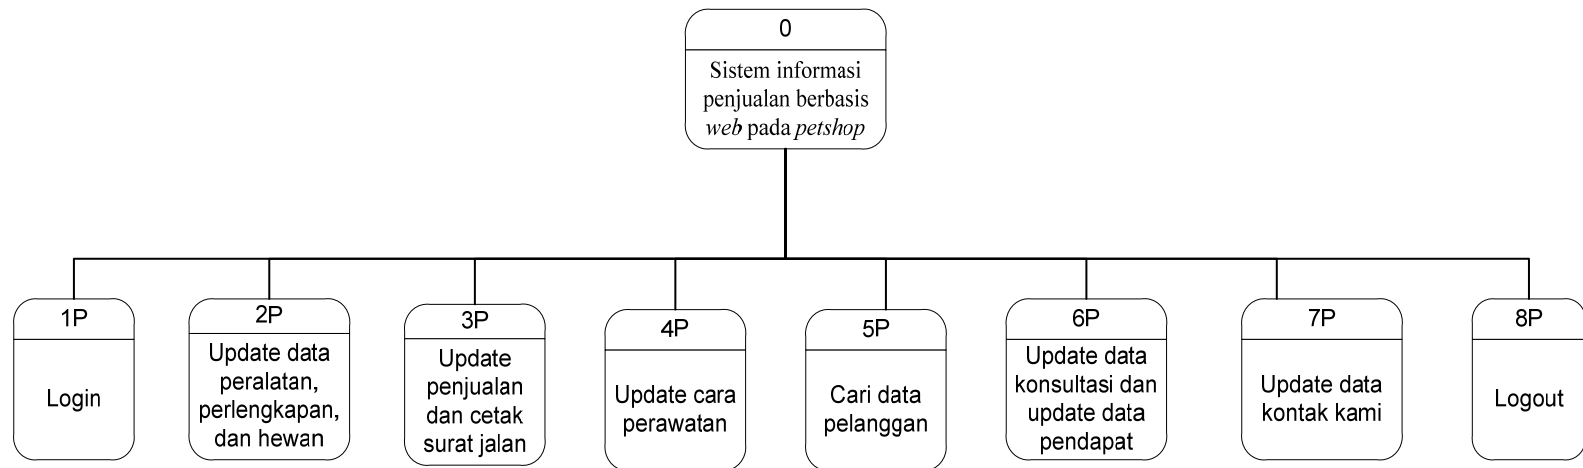 0
Sistem informasi
penjualan berbasis
web pada petshop
1P
Login
2P
Update data
peralatan,
perlengkapan,
dan hewan
3P
Update
penjualan
dan cetak
surat jalan
4P
Update cara
perawatan
5P
Cari data
pelanggan
6P
Update data
konsultasi dan
update data
pendapat
7P
Update data
kontak kami
8P
Logout